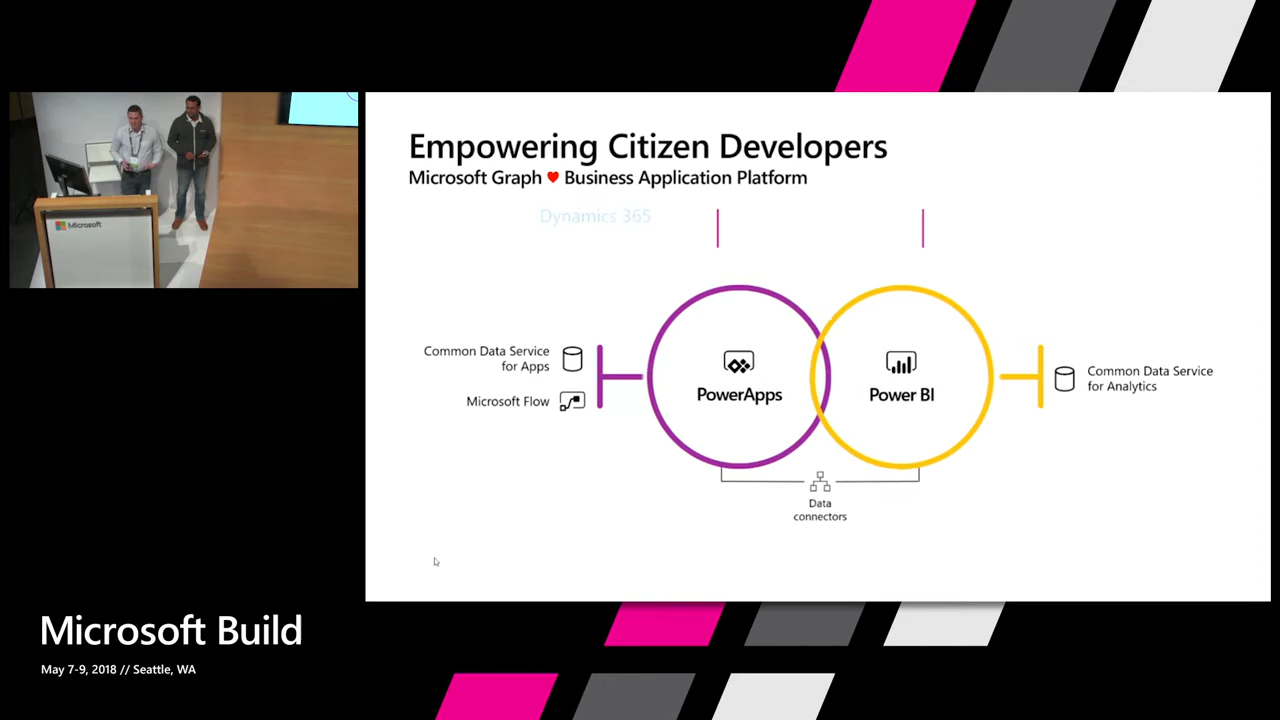 Microsoft
Empowering Citizen Developers
Microsoft Graph ♥ Business Application Platform
Dynamics 365
Common Data Service
for Apps
Microsoft Flow
PowerApps
Power BI
Common Data Service
for Analytics
Data
connectors
Microsoft Build
May 7-9, 2018 // Seattle, WA